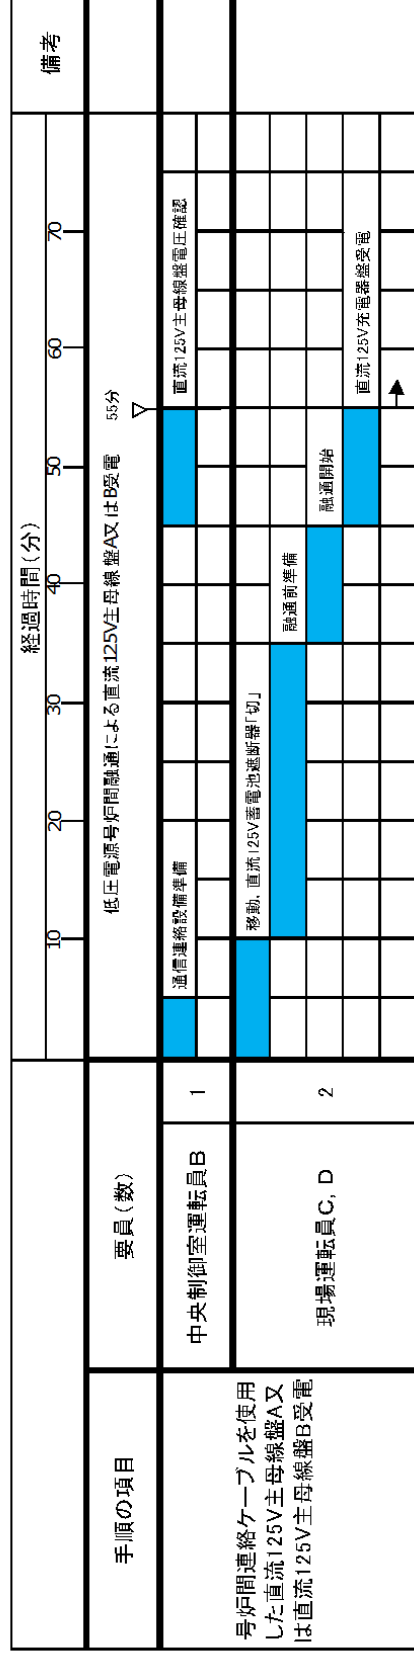 経過時間(分)
備考
10 20 30 40 50 60 70
手順の項目
要員(数)
低圧電源号炉間融通による直流125V主母線盤A又はB受電
55分
号炉間連絡ケーブルを使用
した直流125V主母線盤A又
は直流125V主母線盤B受電
中央制御室運転員B
1
通信連絡設備準備
直流125V主母線盤電圧確認
現場運転員C, D
2
移動, 直流125V蓄電池遮断器「切」
融通前準備
融通開始
直流125V充電器盤受電